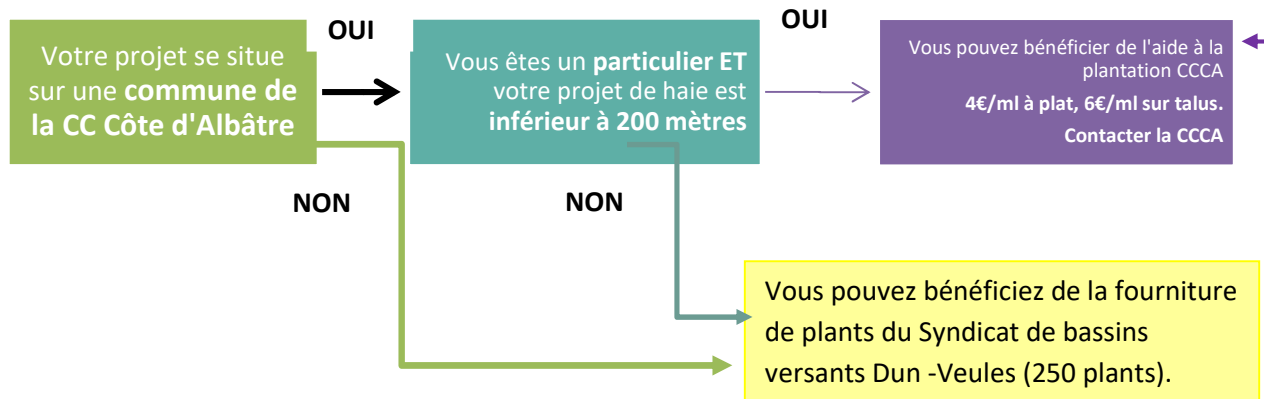 OUI
OUI
Votre projet se situe
sur une commune de
la CC Côte d'Albâtre
Vous êtes un particulier ET
votre projet de haie est
inférieur à 200 mètres
Vous pouvez bénéficier de l'aide à la
plantation CCCA
4€/ml à plat, 6€/ml sur talus.
Contacter la CCCA
NON
NON
Vous pouvez bénéficiez de la fourniture
de plants du Syndicat de bassins
versants Dun -Veules (250 plants).